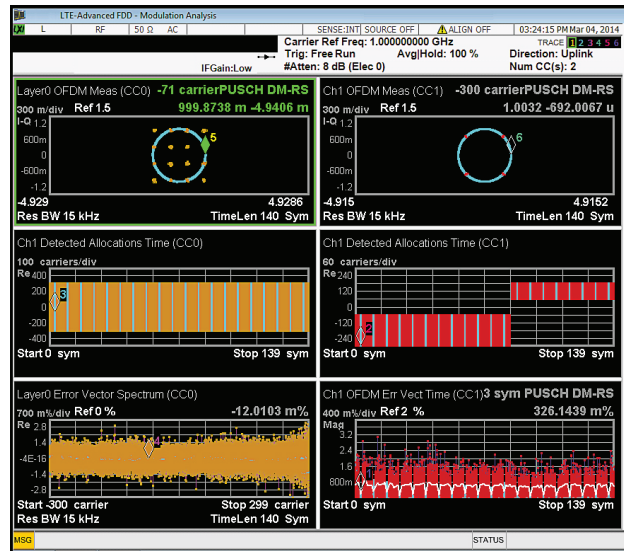 LTE-Advanced FDD - Modulation Analysis
LXI L RF 50 Ω AC SENSE:INT SOURCE OFF ALIGN OFF 03:24:15 PM Mar 04, 2014
Carrier Ref Freq: 1.000000000 GHz TRACE 1 2 3 4 5 6
Trig: Free Run Avg|Hold: 100 % Direction: Uplink
IFGain:Low #Atten: 8 dB (Elec 0) Num CC(s): 2
Layer0 OFDM Meas (CC0) -71 carrierPUSCH DM-RS
300 m/div Ref 1.5 999.8738 m -4.9406 m
I-Q
1.2
600m
0
-600m
-1.2
5
-4.929 4.9286
Res BW 15 kHz TimeLen 140 Sym
Ch1 OFDM Meas (CC1) -300 carrierPUSCH DM-RS
300 m/div Ref 1.5 1.0032 -692.0067 u
I-Q
1.2
600m
0
-600m
-1.2
6
-4.915 4.9152
Res BW 15 kHz TimeLen 140 Sym
Ch1 Detected Allocations Time (CC0)
100 carriers/div
Re 400
200
0
-200
-400
3
Start 0 sym Stop 139 sym
Ch1 Detected Allocations Time (CC1)
60 carriers/div
Re 240
120
0
-120
-240
2
Start 0 sym Stop 139 sym
Layer0 Error Vector Spectrum (CC0)
700 m%/div Ref 0 % -12.0103 m%
Re 2.8
1.4
-4E-16
-1.4
-2.8
4
Start -300 carrier Stop 299 carrier
Res BW 15 kHz TimeLen 140 Sym
Ch1 OFDM Err Vect Time (CC1) 3 sym PUSCH DM-RS
400 m%/div Ref 2 % 326.1439 m%
Mag
3.2
2.4
1.6
800m
1
Start 0 sym Stop 139 sym
MSG STATUS